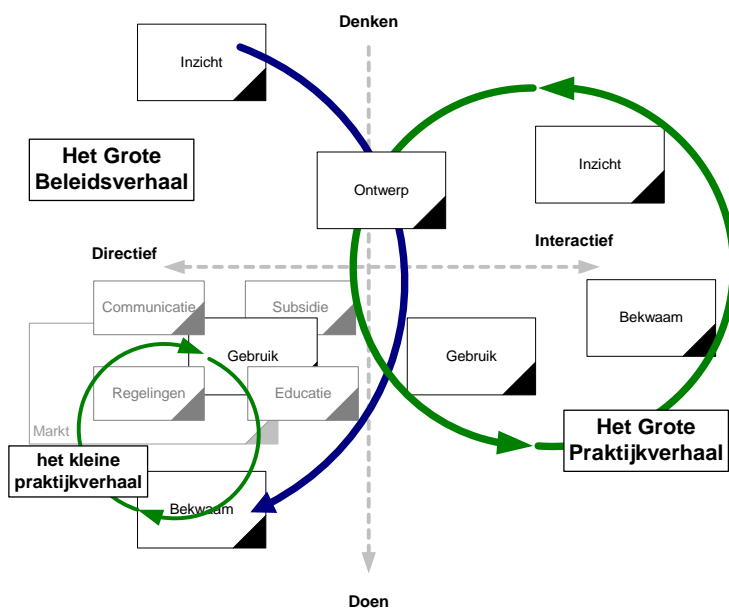 Denken
Inzicht
Het Grote
Beleidsverhaal
Inzicht
Ontwerp
Directief
Interactief
Communicatie
Subsidie
Bekwaam
Gebruik
Gebruik
Regelingen
Educatie
Markt
Het Grote
Praktijkverhaal
het kleine
praktijkverhaal
Bekwaam
Doen